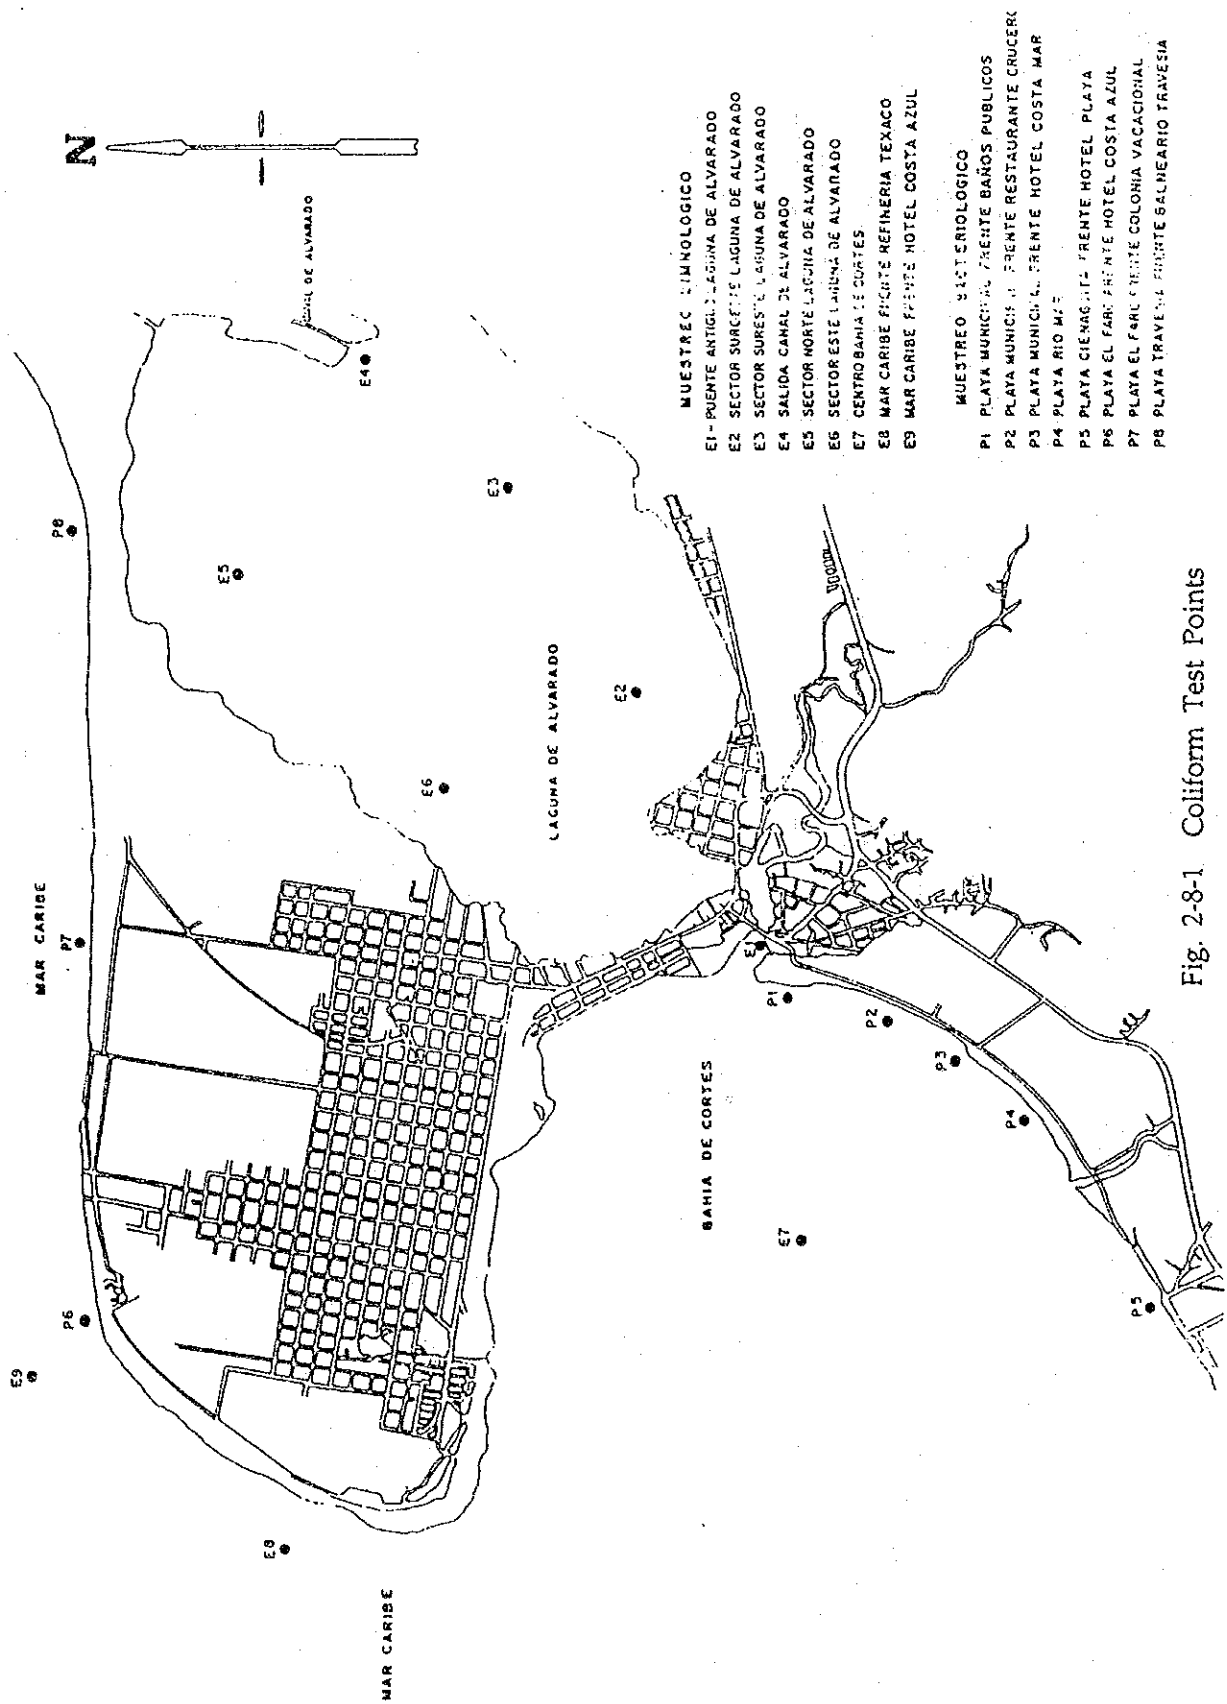 N
MAR CARIBE
P8
P7
P6
E9
E5
E4
DE ALVARADO
E3
E6
E2
LAGUNA DE ALVARADO
E8
MAR CARIBE
E1
P1
P2
P3
P4
P5
E7
BAHIA DE CORTES
MUESTREO LIMNOLOGICO
E1-PUENTE ANTIGUO LAGUNA DE ALVARADO
E2 SECTOR SUROESTE LAGUNA DE ALVARADO
E3 SECTOR SURESTE LAGUNA DE ALVARADO
E4 SALIDA CANAL DE ALVARADO
E5 SECTOR NORTE LAGUNA DE ALVARADO
E6 SECTOR ESTE LAGUNA DE ALVARADO
E7 CENTRO BAHIA DE CORTES
E8 MAR CARIBE FRENTE REFINERIA TEXACO
E9 MAR CARIBE FRENTE HOTEL COSTA AZUL
MUESTREO BACTERIOLOGICO
P1 PLAYA MUNICIPAL FRENTE BAÑOS PUBLICOS
P2 PLAYA MUNICIPAL FRENTE RESTAURANTE CRUCERO
P3 PLAYA MUNICIPAL FRENTE HOTEL COSTA MAR
P4 PLAYA RIO MAR
P5 PLAYA CIENAGUITA FRENTE HOTEL PLAYA
P6 PLAYA EL FARO FRENTE HOTEL COSTA AZUL
P7 PLAYA EL FARO FRENTE COLONIA VACACIONAL
P8 PLAYA TRAVESIA FRENTE BALNEARIO TRAVESIA
Fig. 2-8-1 Coliform Test Points